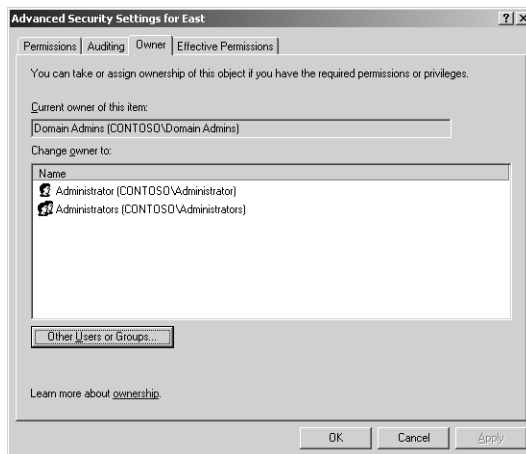 Advanced Security Settings for East
Permissions Auditing Owner Effective Permissions
You can take or assign ownership of this object if you have the required permissions or privileges.
Current owner of this item:
Domain Admins (CONTOSO\Domain Admins)
Change owner to:
Name
Administrator (CONTOSO\Administrator)
Administrators (CONTOSO\Administrators)
Other Users or Groups...
Learn more about ownership.
OK Cancel Apply